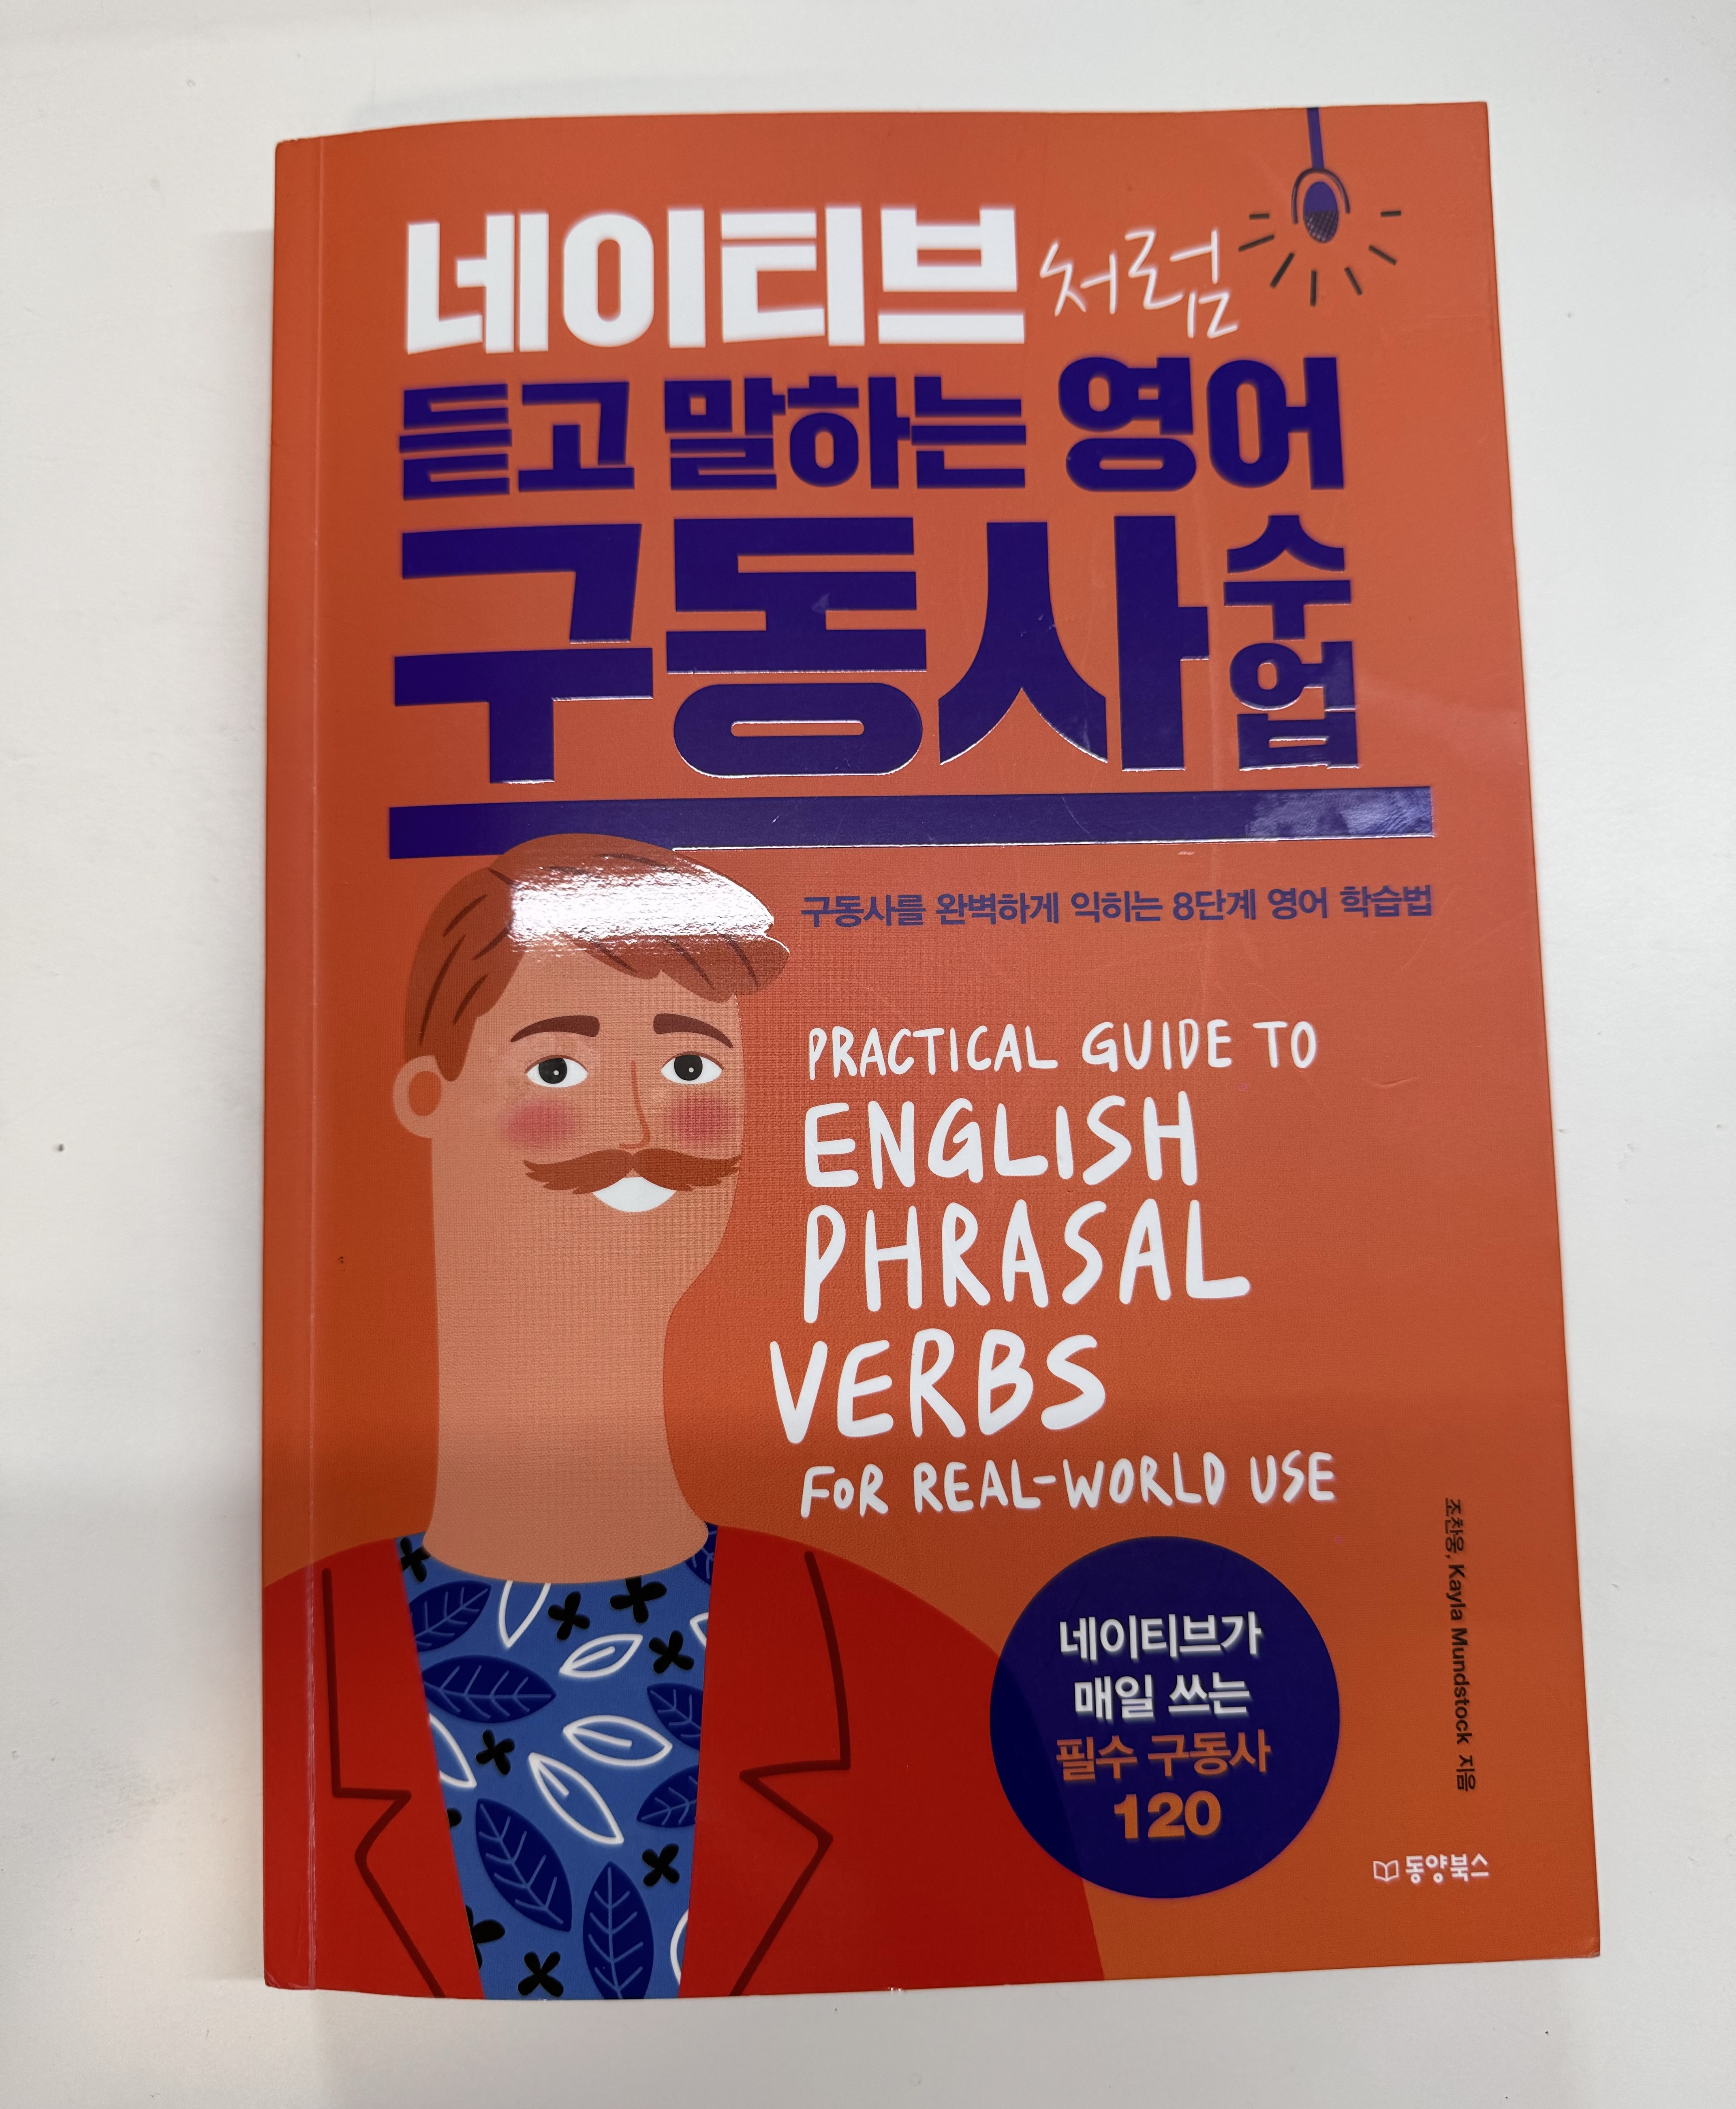 네이티브처럼
듣고 말하는 영어
구동사 수업
구동사를 완벽하게 익히는 8단계 영어 학습법
PRACTICAL GUIDE TO
ENGLISH
PHRASAL
VERBS
FOR REAL-WORLD USE
네이티브가
매일 쓰는
필수 구동사
120
조찬웅, Kayla Mundstock 지음
동양북스